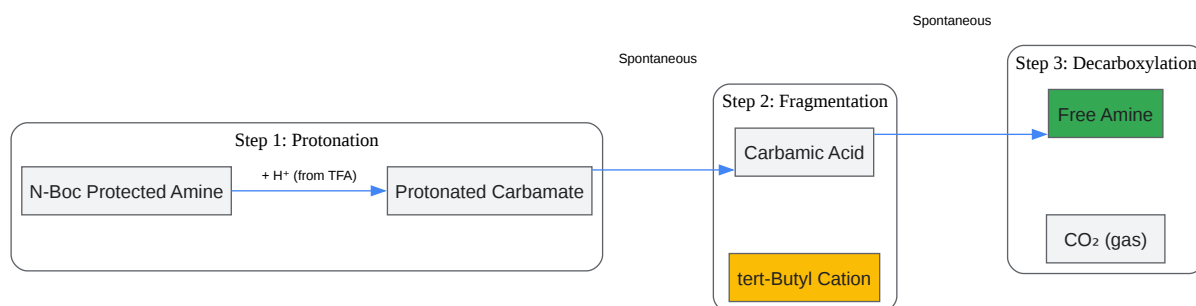 Spontaneous
Spontaneous
Step 3: Decarboxylation
Step 2: Fragmentation
Free Amine
Step 1: Protonation
Carbamic Acid
N-Boc Protected Amine
+ H⁺ (from TFA)
Protonated Carbamate
CO₂ (gas)
tert-Butyl Cation